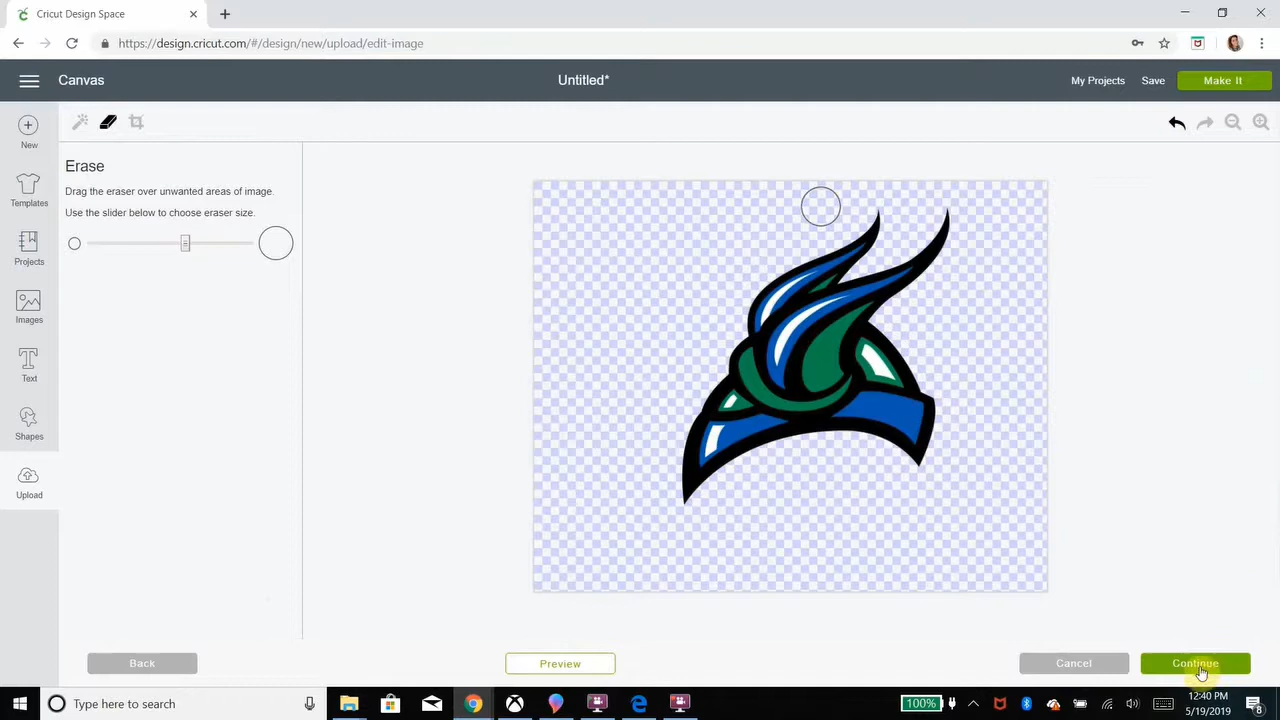 Cricut Design Space
https://design.cricut.com/#/design/new/upload/edit-image
Canvas
Untitled*
My Projects
Save
Make It
New
Templates
Projects
Images
Text
Shapes
Upload
Erase
Drag the eraser over unwanted areas of image.
Use the slider below to choose eraser size.
Back
Preview
Cancel
Continue
Type here to search
100%
12:40 PM
5/19/2019
8